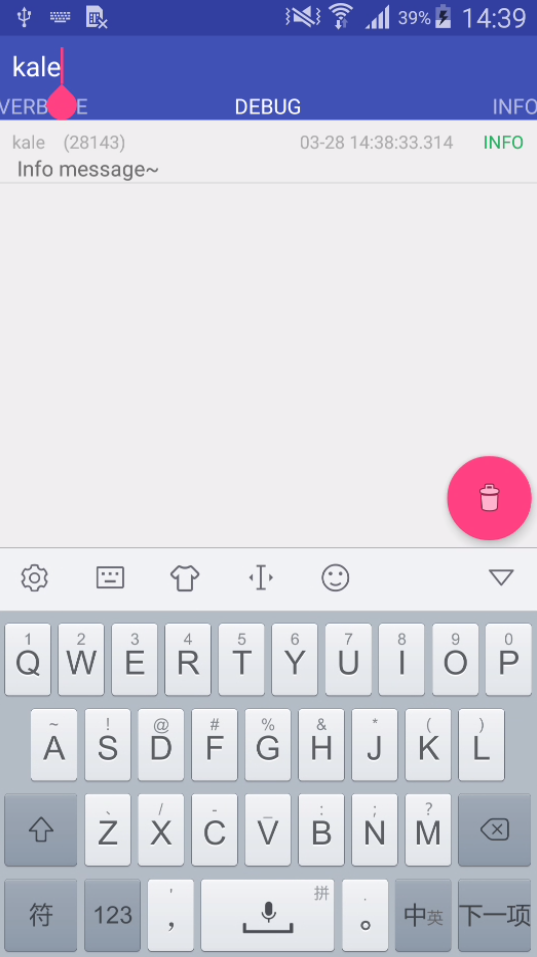 39% 14:39
kale
VERB E DEBUG INFO
kale (28143) 03-28 14:38:33.314 INFO
Info message~
1 2 3 4 5 6 7 8 9 0
Q W E R T Y U I O P
~ ! @ # % & * ( )
A S D F G H J K L
、 / - _ : ; ?
Z X C V B N M
' 拼 .
符 123 , 。 中英 下一项